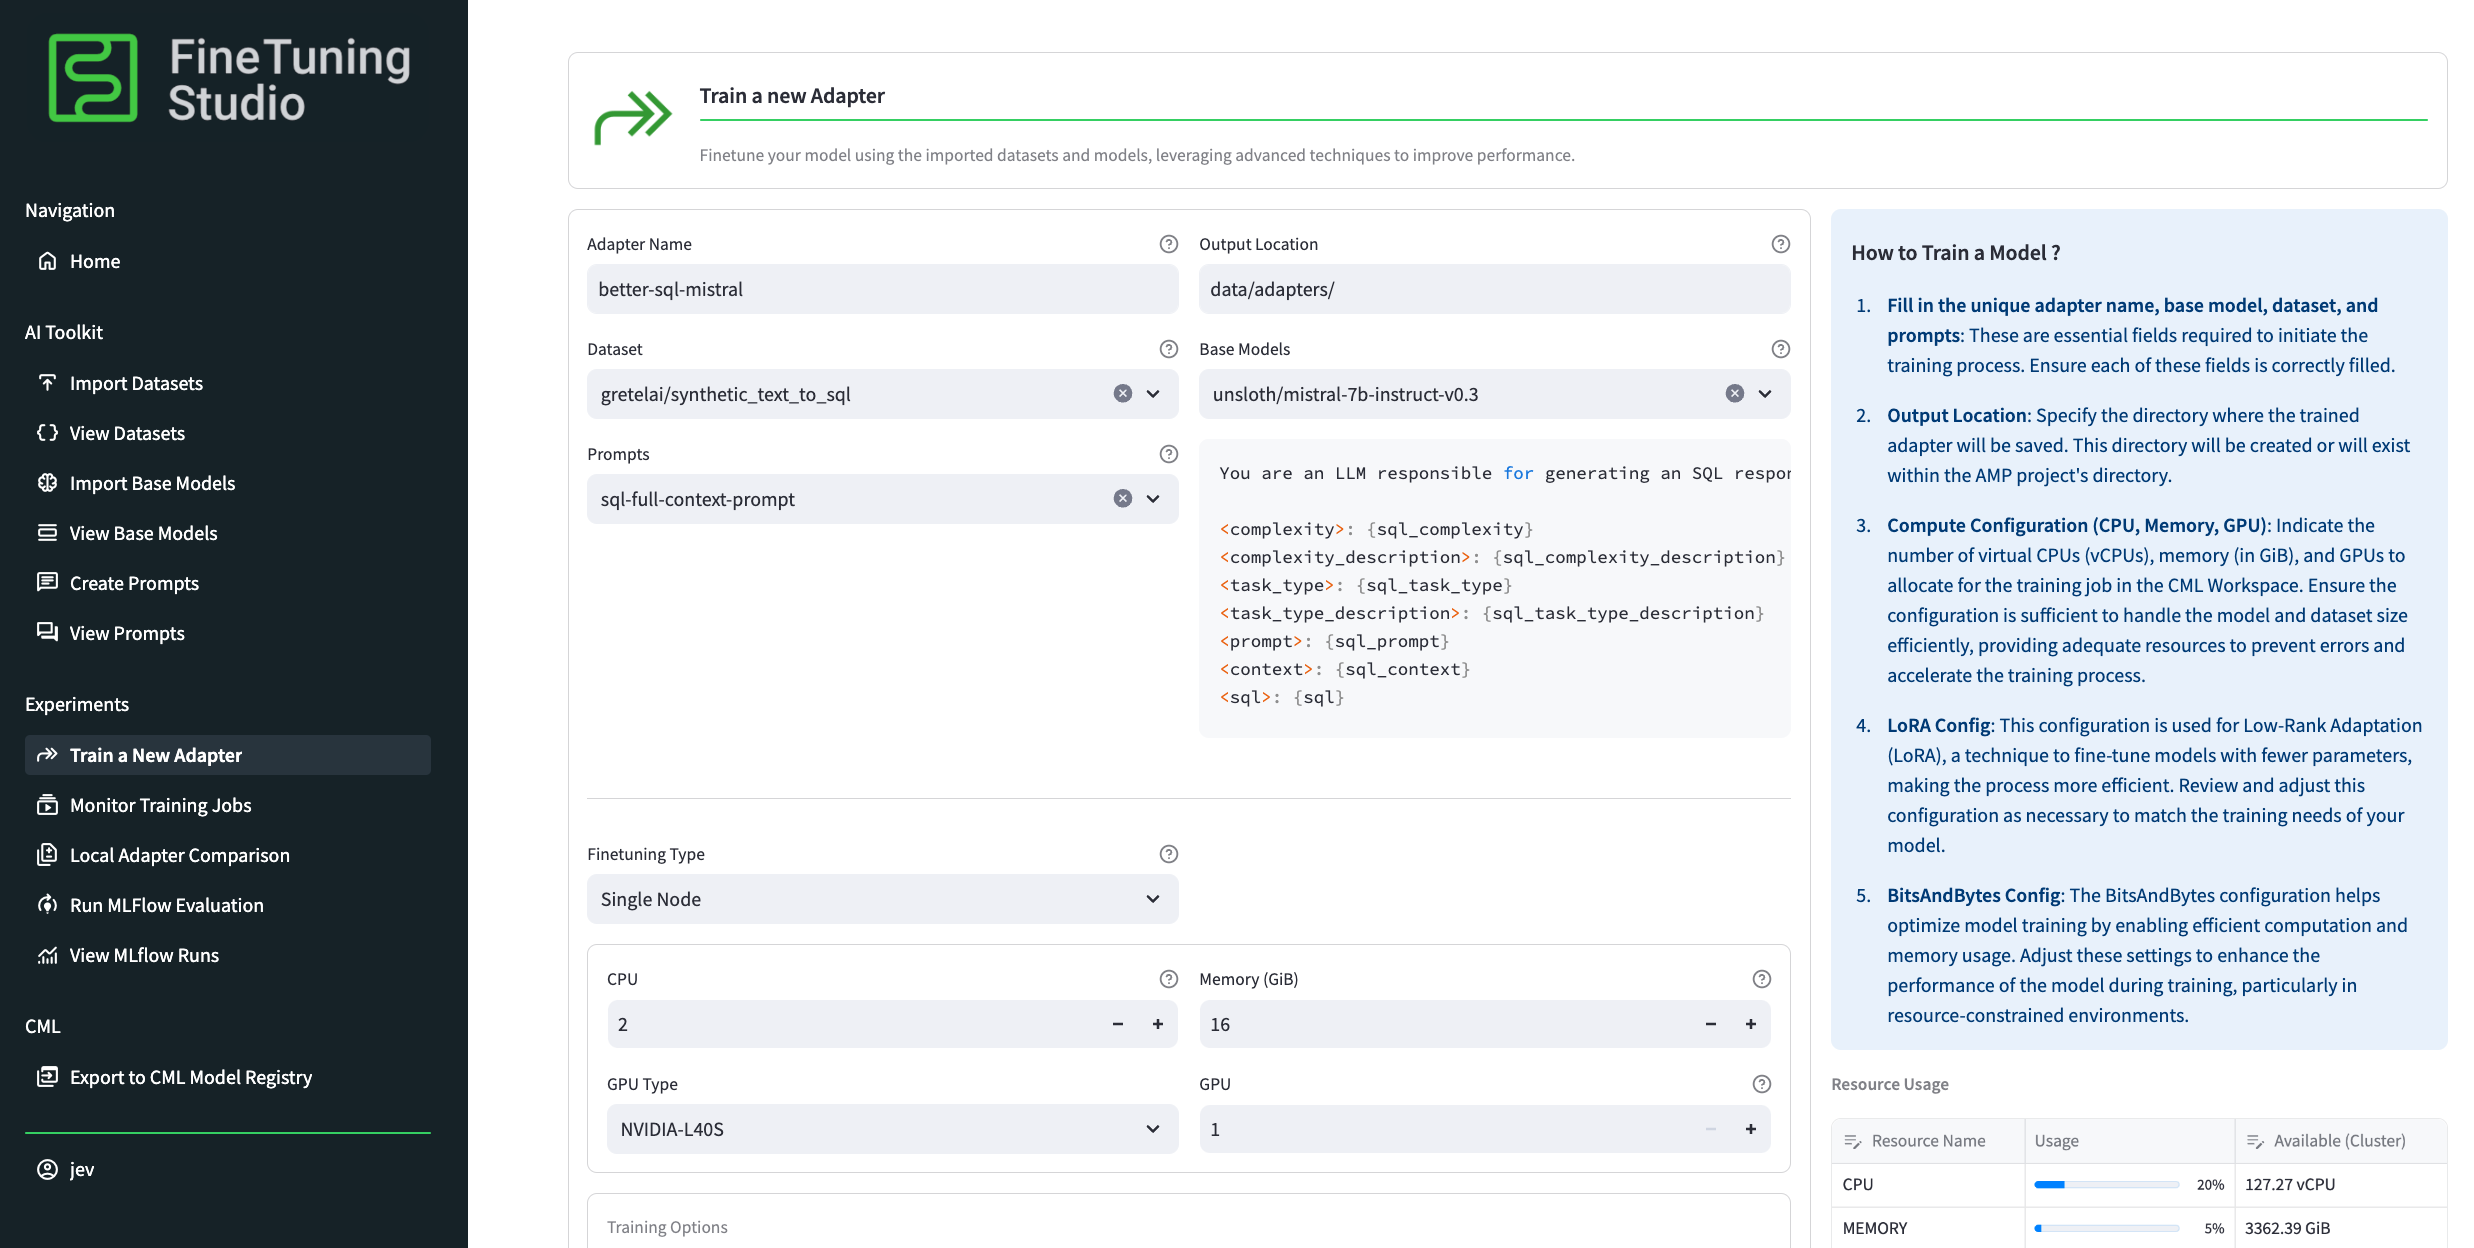 FineTuning
Studio
Navigation
Home
AI Toolkit
Import Datasets
View Datasets
Import Base Models
View Base Models
Create Prompts
View Prompts
Experiments
Train a New Adapter
Monitor Training Jobs
Local Adapter Comparison
Run MLFlow Evaluation
View MLflow Runs
CML
Export to CML Model Registry
jev
Train a new Adapter
Finetune your model using the imported datasets and models, leveraging advanced techniques to improve performance.
Adapter Name
better-sql-mistral
Output Location
data/adapters/
Dataset
gretelai/synthetic_text_to_sql
Base Models
unsloth/mistral-7b-instruct-v0.3
Prompts
sql-full-context-prompt
You are an LLM responsible for generating an SQL respon
<complexity>: {sql_complexity}
<complexity_description>: {sql_complexity_description}
<task_type>: {sql_task_type}
<task_type_description>: {sql_task_type_description}
<prompt>: {sql_prompt}
<context>: {sql_context}
<sql>: {sql}
Finetuning Type
Single Node
CPU
2
Memory (GiB)
16
GPU Type
NVIDIA-L40S
GPU
1
Training Options
How to Train a Model ?
1. Fill in the unique adapter name, base model, dataset, and
prompts: These are essential fields required to initiate the
training process. Ensure each of these fields is correctly filled.
2. Output Location: Specify the directory where the trained
adapter will be saved. This directory will be created or will exist
within the AMP project's directory.
3. Compute Configuration (CPU, Memory, GPU): Indicate the
number of virtual CPUs (vCPUs), memory (in GiB), and GPUs to
allocate for the training job in the CML Workspace. Ensure the
configuration is sufficient to handle the model and dataset size
efficiently, providing adequate resources to prevent errors and
accelerate the training process.
4. LoRA Config: This configuration is used for Low-Rank Adaptation
(LoRA), a technique to fine-tune models with fewer parameters,
making the process more efficient. Review and adjust this
configuration as necessary to match the training needs of your
model.
5. BitsAndBytes Config: The BitsAndBytes configuration helps
optimize model training by enabling efficient computation and
memory usage. Adjust these settings to enhance the
performance of the model during training, particularly in
resource-constrained environments.
Resource Usage
Resource Name Usage Available (Cluster)
CPU 20% 127.27 vCPU
MEMORY 5% 3362.39 GiB